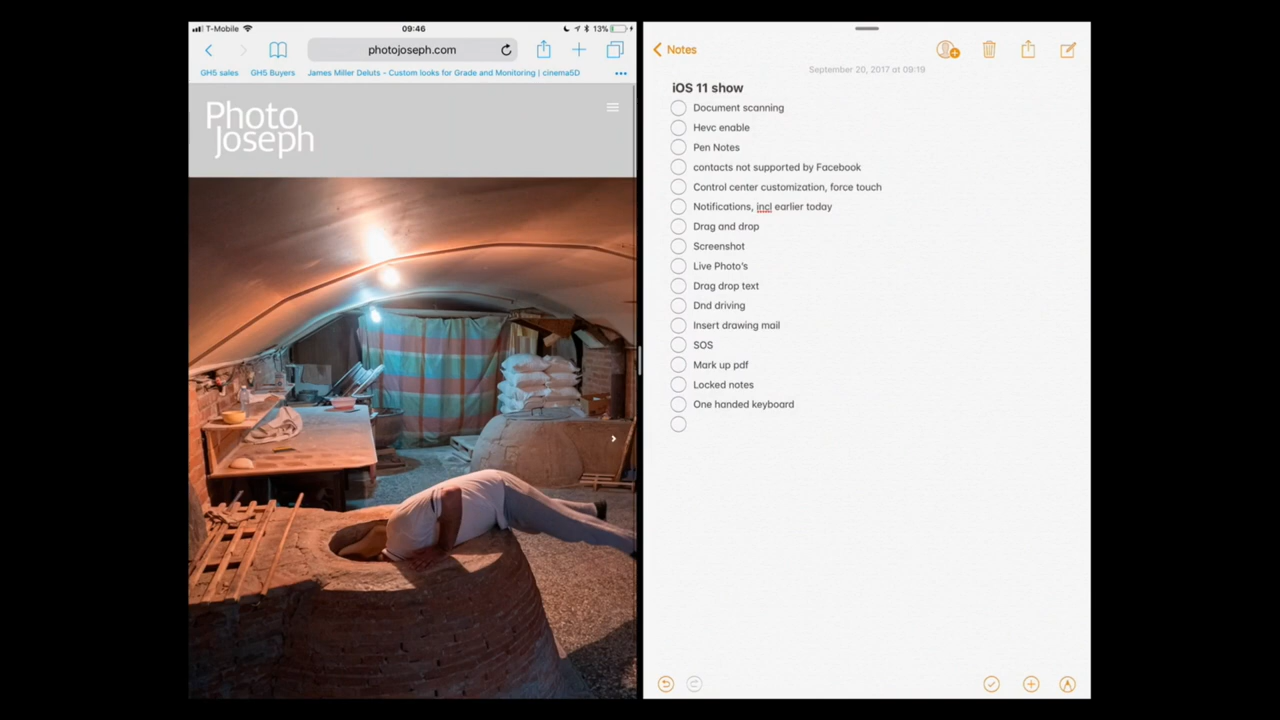 T-Mobile
09:46
13%
photojoseph.com
GH5 sales
GH5 Buyers
James Miller Deluts - Custom looks for Grade and Monitoring | cinema5D
Photo
Joseph
Notes
September 20, 2017 at 09:19
iOS 11 show
Document scanning
Hevc enable
Pen Notes
contacts not supported by Facebook
Control center customization, force touch
Notifications, incl earlier today
Drag and drop
Screenshot
Live Photo's
Drag drop text
Dnd driving
Insert drawing mail
SOS
Mark up pdf
Locked notes
One handed keyboard